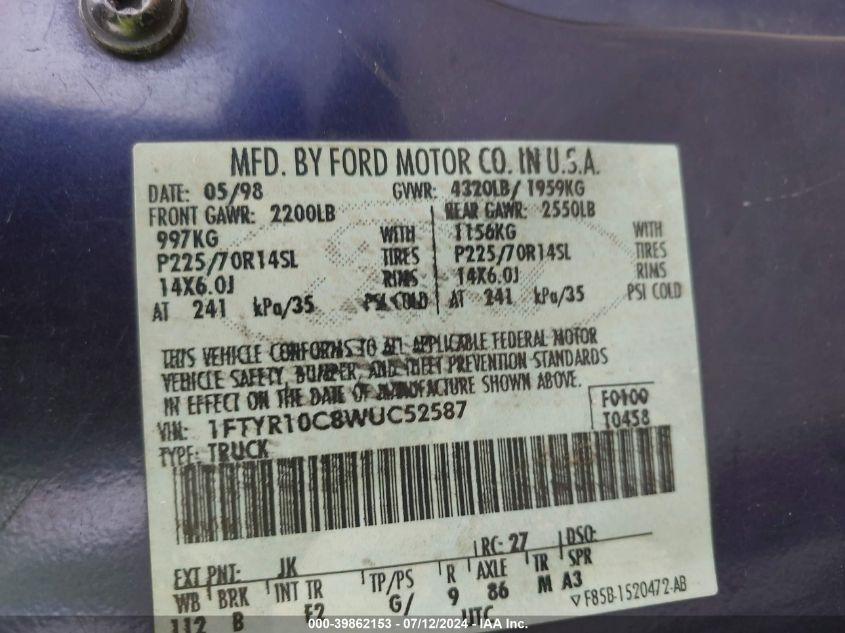 MFD. BY FORD MOTOR CO. IN U.S.A.
DATE: 05/98 GVWR: 4320LB/ 1959KG
FRONT GAWR: 2200LB REAR GAWR: 2550LB
997KG WITH 1156KG WITH
P225/70R14SL TIRES P225/70R14SL TIRES
14X6.0J RIMS 14X6.0J RIMS
AT 241 kPa/35 PSI COLD AT 241 kPa/35 PSI COLD
THIS VEHICLE CONFORMS TO ALL APPLICABLE FEDERAL MOTOR
VEHICLE SAFETY, BUMPER, AND THEFT PREVENTION STANDARDS
IN EFFECT ON THE DATE OF MANUFACTURE SHOWN ABOVE.
VIN: 1FTYR10C8WUC52587 F0100
TYPE: TRUCK T0458
EXT PNT: JK RC: 27 DSO:
WB BRK INT TR TP/PS R AXLE TR SPR
112 B F2 G/ 9 86 M A3
UTC ▽F85B-1520472-AB
000-39862153 - 07/12/2024 - IAA Inc.